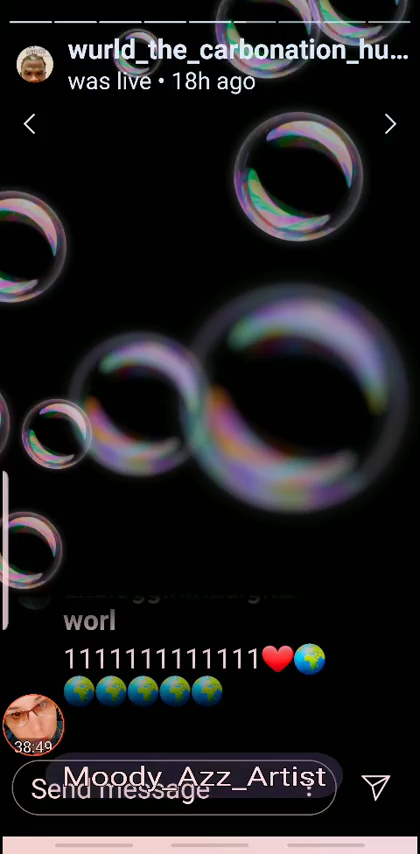 wurld_the_carbonation_hu...
was live • 18h ago
worl
1111111111111❤️🌍
🌍🌍🌍🌍🌍
38:49
Moody_Azz_Artist
Send message